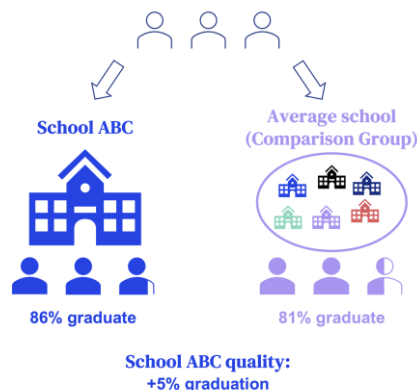 School ABC
Average school
(Comparison Group)
86% graduate
81% graduate
School ABC quality:
+5% graduation